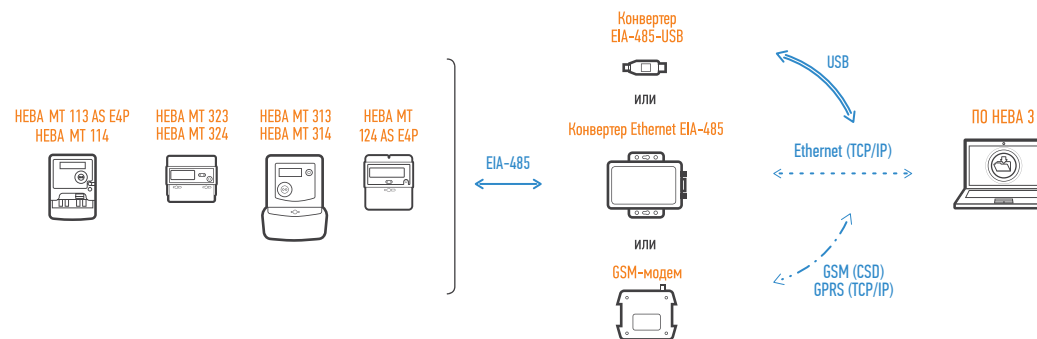 Конвертер
EIA-485-USB
USB
или
НЕВА МТ 113 AS E4P
НЕВА МТ 114
НЕВА МТ 323
НЕВА МТ 324
НЕВА МТ 313
НЕВА МТ 314
НЕВА МТ
124 AS E4P
EIA-485
Конвертер Ethernet EIA-485
Ethernet (TCP/IP)
ПО НЕВА 3
или
GSM-модем
GSM (CSD)
GPRS (TCP/IP)